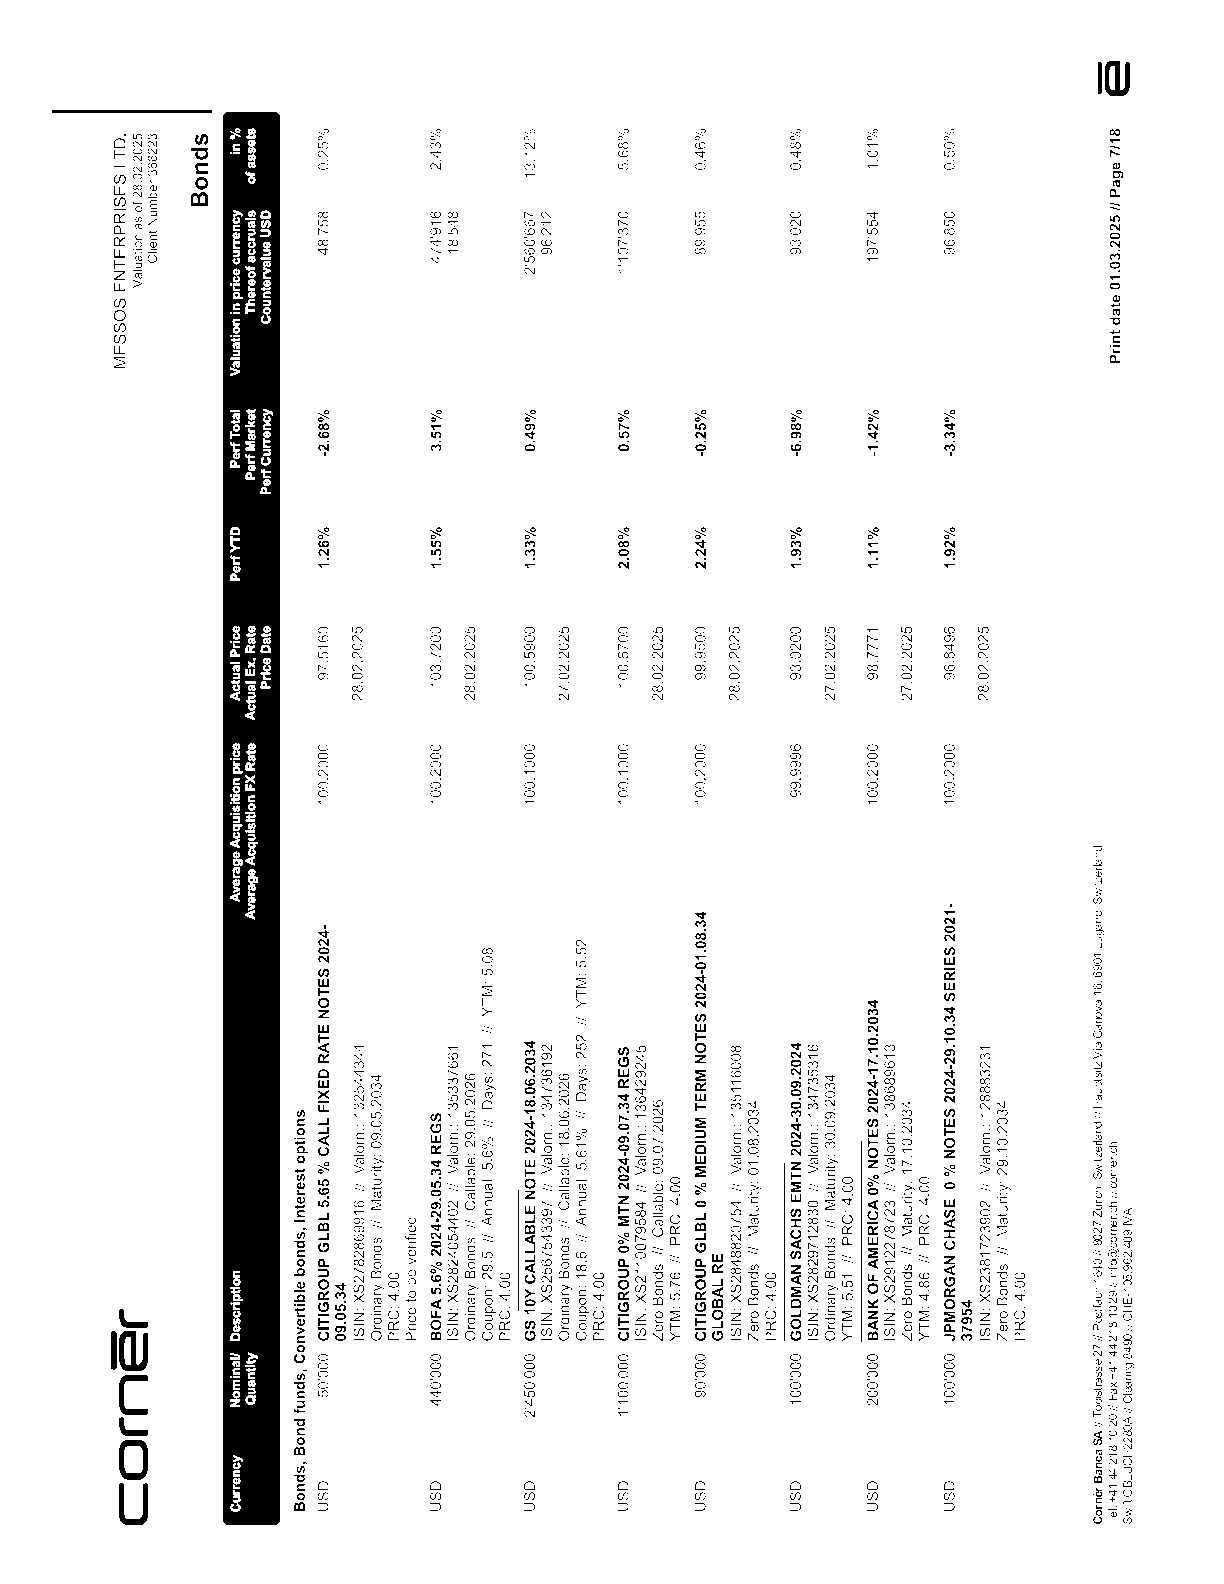 cornèr
MESSOS ENTERPRISES LTD.
Valuation as of 28.02.2025
Client Number
Bonds
Currency Nominal/ Description Average Acquisition price Actual Price Perf YTD Perf Total Valuation in price currency in %
Quantity Average Acquisition FX Rate Actual Ex. Rate Perf Market Thereof accruals of assets
Price Date Perf Currency Countervalue USD
Bonds, Bond funds, Convertible bonds, Interest options
USD 50'000 CITIGROUP GLBL 5.65 % CALL FIXED RATE NOTES 2024- 100.2000 97.5160 1.26% -2.68% 48'758 0.25%
09.05.34
ISIN: XS2782869916 // Valorn.: 132541341 28.02.2025
Ordinary Bonds // Maturity: 09.05.2034
PRC: 4.00
Price to be verified
USD 440'000 BOFA 5.6% 2024-29.05.34 REGS 100.2000 103.7200 1.55% 3.51% 474'916 2.43%
ISIN: XS2824054402 // Valorn.: 28.02.2025 18'548
Ordinary Bonds // Callable: 29.05.2026
Coupon: 29.5 // Annual 5.6% // Days: 271 // YTM: 5.08
PRC: 4.00
USD 2'450'000 GS 10Y CALLABLE NOTE 2024-18.06.2034 100.1000 100.5900 1.33% 0.49% 2'560'667 13.12%
ISIN: XS2567543397 // Valorn.: 134736192 27.02.2025 96'212
Ordinary Bonds // Callable: 18.06.2026
Coupon: 18.6 // Annual 5.61% // Days: 252 // YTM: 5.52
PRC: 4.00
USD 1'100'000 CITIGROUP 0% MTN 2024-09.07.34 REGS 100.1000 100.6700 2.08% 0.57% 1'107'370 5.68%
ISIN: XS2110079584 // Valorn.: 136429245 28.02.2025
Zero Bonds // Callable: 09.07.2026
YTM: 5.76 // PRC: 4.00
USD 90'000 CITIGROUP GLBL 0 % MEDIUM TERM NOTES 2024-01.08.34 100.2000 99.9500 2.24% -0.25% 89'955 0.46%
GLOBAL RE
ISIN: XS2848820754 // Valorn.: 135116008 28.02.2025
Zero Bonds // Maturity: 01.08.2034
PRC: 4.00
USD 100'000 GOLDMAN SACHS EMTN 2024-30.09.2024 99.9996 93.0200 1.93% -6.98% 93'020 0.48%
ISIN: XS2829712830 // Valorn.: 134735316 27.02.2025
Ordinary Bonds // Maturity: 30.09.2034
YTM: 5.51 // PRC: 4.00
USD 200'000 BANK OF AMERICA 0% NOTES 2024-17.10.2034 100.2000 98.7771 1.11% -1.42% 197'554 1.01%
ISIN: XS2912278723 // Valorn.: 138689613 27.02.2025
Zero Bonds // Maturity: 17.10.2034
YTM: 4.86 // PRC: 4.00
USD 100'000 JPMORGAN CHASE 0 % NOTES 2024-29.10.34 SERIES 2021- 100.2000 96.8496 1.92% -3.34% 96'850 0.50%
37954
ISIN: XS2381723902 // Valorn.: 128883231 28.02.2025
Zero Bonds // Maturity: 29.10.2034
PRC: 4.00
Cornèr Banca SA // Tödistrasse 27 // Postfach // 8027 Zürich, Switzerland // Hauptsitz Via Canova 16, 6901 Lugano, Switzerland
tel. +41 44 218 10 20 // Fax +41 44 218 10 29 // info@corner.ch // corner.ch
Swift CBLUCH2280A // Clearing 8490 // CHE-105.962.409 IVA
Print date 01.03.2025 // Page 7/18
ē